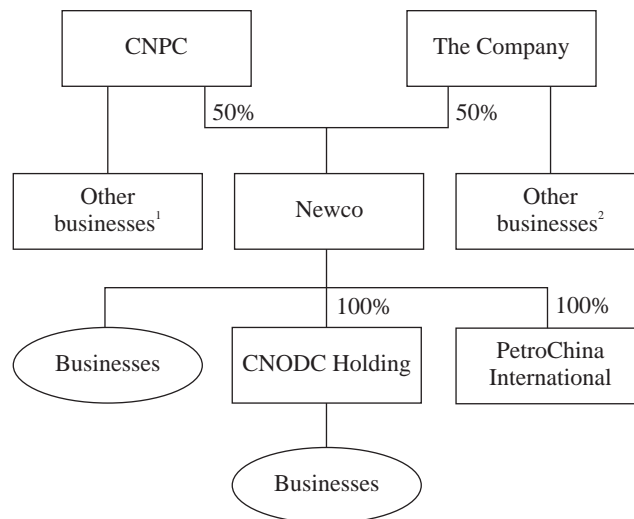 CNPC
The Company
50%
50%
Other
businesses¹
Newco
Other
businesses²
100%
100%
Businesses
CNODC Holding
PetroChina
International
Businesses